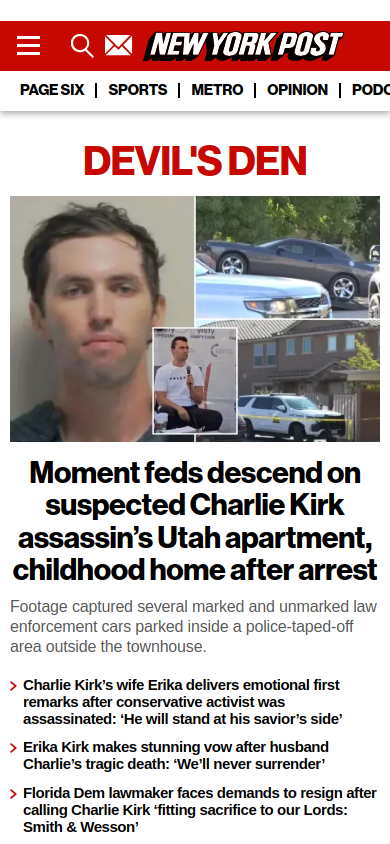 NEW YORK POST
PAGE SIX | SPORTS | METRO | OPINION | PODC
DEVIL'S DEN
Moment feds descend on
suspected Charlie Kirk
assassin’s Utah apartment,
childhood home after arrest
Footage captured several marked and unmarked law
enforcement cars parked inside a police-taped-off
area outside the townhouse.
Charlie Kirk’s wife Erika delivers emotional first
remarks after conservative activist was
assassinated: ‘He will stand at his savior’s side’
Erika Kirk makes stunning vow after husband
Charlie’s tragic death: ‘We’ll never surrender’
Florida Dem lawmaker faces demands to resign after
calling Charlie Kirk ‘fitting sacrifice to our Lords:
Smith & Wesson’